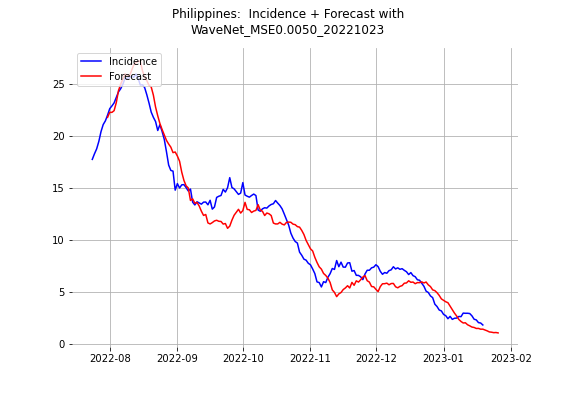 Philippines:  Incidence + Forecast with
WaveNet_MSE0.0050_20221023
Incidence
Forecast
25
20
15
10
5
0
2022-08 2022-09 2022-10 2022-11 2022-12 2023-01 2023-02